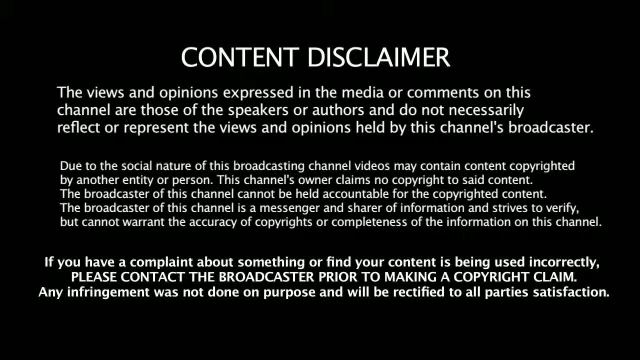 CONTENT DISCLAIMER
The views and opinions expressed in the media or comments on this
channel are those of the speakers or authors and do not necessarily
reflect or represent the views and opinions held by this channel's broadcaster.
Due to the social nature of this broadcasting channel videos may contain content copyrighted
by another entity or person. This channel's owner claims no copyright to said content.
The broadcaster of this channel cannot be held accountable for the copyrighted content.
The broadcaster of this channel is a messenger and sharer of information and strives to verify,
but cannot warrant the accuracy of copyrights or completeness of the information on this channel.
If you have a complaint about something or find your content is being used incorrectly,
PLEASE CONTACT THE BROADCASTER PRIOR TO MAKING A COPYRIGHT CLAIM.
Any infringement was not done on purpose and will be rectified to all parties satisfaction.